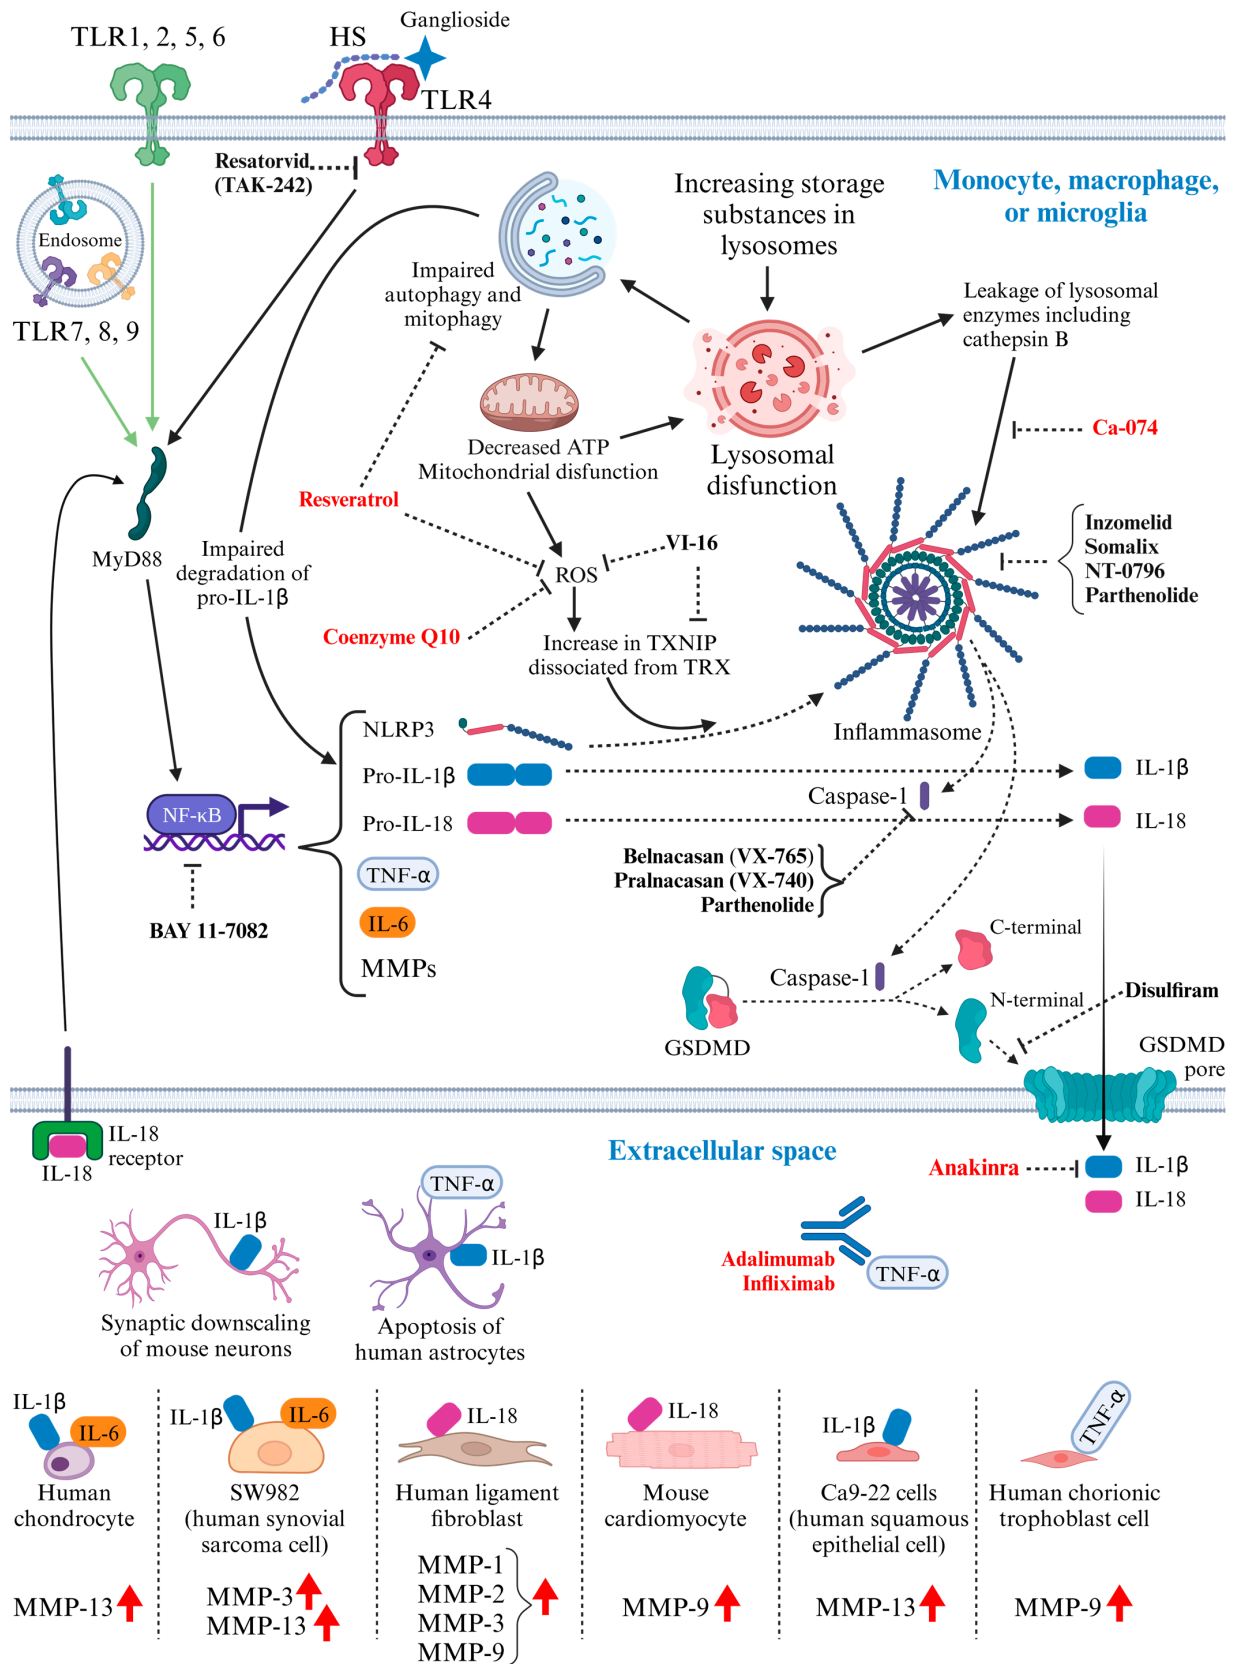 TLR1, 2, 5, 6
HS
Ganglioside
TLR4
Resatorvid
(TAK-242)
Endosome
TLR7, 8, 9
Impaired
autophagy and
mitophagy
Increasing storage
substances in
lysosomes
Monocyte, macrophage,
or microglia
Leakage of lysosomal
enzymes including
cathepsin B
Ca-074
Decreased ATP
Mitochondrial disfunction
Lysosomal
disfunction
Resveratrol
MyD88
Impaired
degradation of
pro-IL-1β
VI-16
ROS
Coenzyme Q10
Increase in TXNIP
dissociated from TRX
Inzomelid
Somalix
NT-0796
Parthenolide
Inflammasome
NLRP3
Pro-IL-1β
Pro-IL-18
TNF-α
IL-6
MMPs
NF-κB
BAY 11-7082
Caspase-1
IL-1β
IL-18
Belnacasan (VX-765)
Pralnacasan (VX-740)
Parthenolide
Caspase-1
GSDMD
C-terminal
N-terminal
Disulfiram
GSDMD
pore
IL-18
receptor
IL-18
Extracellular space
Anakinra
IL-1β
IL-18
IL-1β
Synaptic downscaling
of mouse neurons
TNF-α
IL-1β
Apoptosis of
human astrocytes
Adalimumab
Infliximab
TNF-α
IL-1β
IL-6
Human
chondrocyte
MMP-13
IL-1β
IL-6
SW982
(human synovial
sarcoma cell)
MMP-3
MMP-13
IL-18
Human ligament
fibroblast
MMP-1
MMP-2
MMP-3
MMP-9
IL-18
Mouse
cardiomyocyte
MMP-9
IL-1β
Ca9-22 cells
(human squamous
epithelial cell)
MMP-13
TNF-α
Human chorionic
trophoblast cell
MMP-9